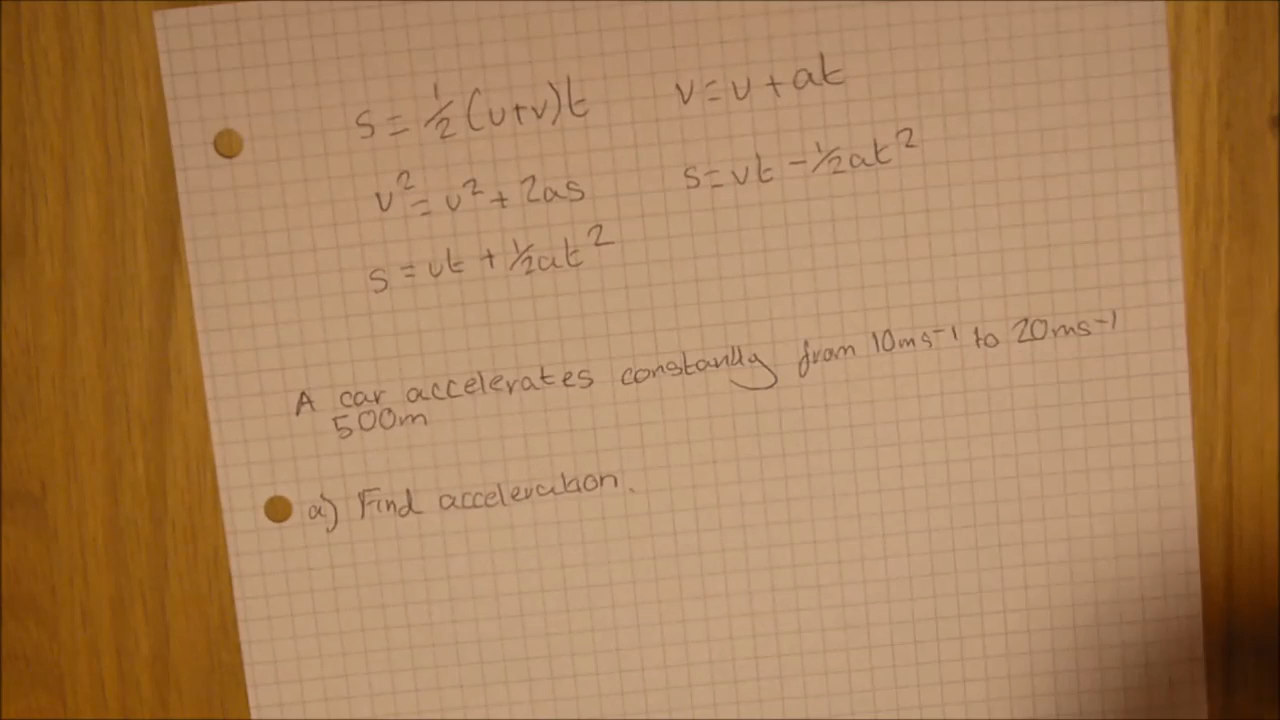 s = ½(u+v)t
v = u + at
v² = u² + 2as
s = vt - ½at²
s = ut + ½at²
A car accelerates constantly from 10ms⁻¹ to 20ms⁻¹
500m
a) Find acceleration.